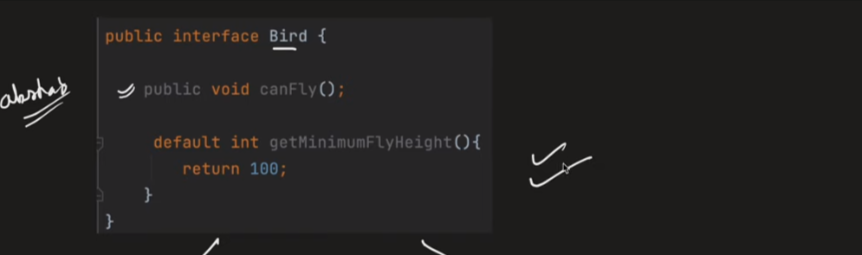 public interface Bird {
public void canFly();
default int getMinimumFlyHeight(){
return 100;
}
}